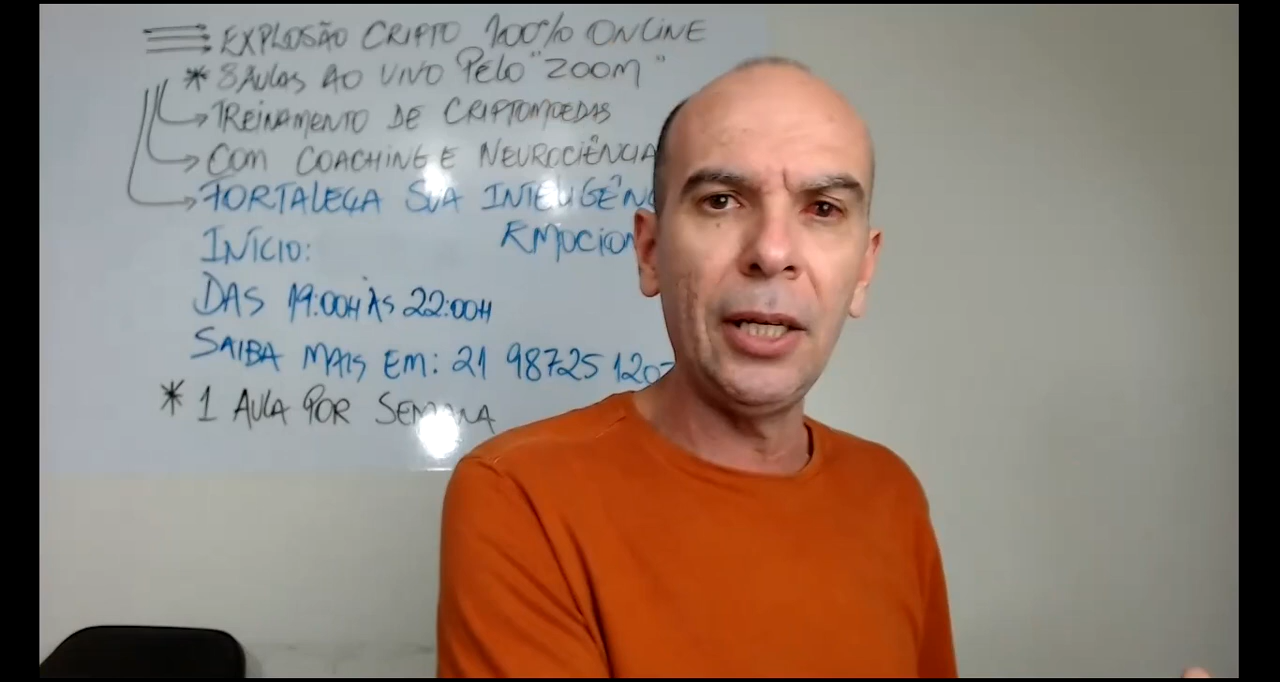 EXPLOSÃO CRIPTO 100% ONLINE
* 8 AULAS AO VIVO PELO "ZOOM"
TREINAMENTO DE CRIPTOMOEDAS
COM COACHING E NEUROCIÊNCIA
FORTALEÇA SUA INTELIGÊNC
EMOCION
INÍCIO:
DAS 19:00H ÀS 22:00H
SAIBA MAIS EM: 21 98725 120
* 1 AULA POR SEMANA